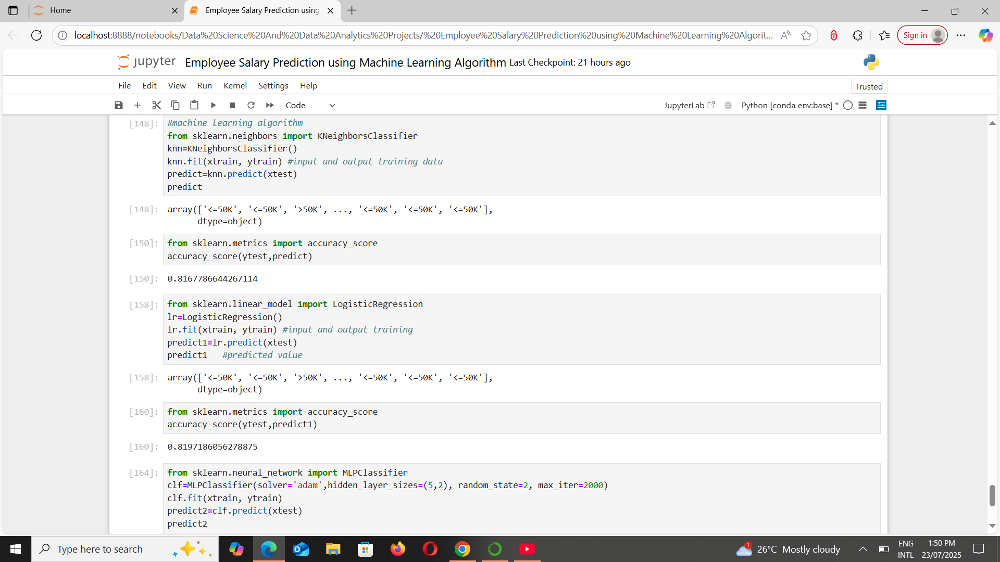 Home
Employee Salary Prediction using
localhost:8888/notebooks/Data%20Science%20And%20Data%20Analytics%20Projects/%20Employee%20Salary%20Prediction%20using%20Machine%20Learning%20Algorit...
Sign in
jupyter Employee Salary Prediction using Machine Learning Algorithm Last Checkpoint: 21 hours ago
File Edit View Run Kernel Settings Help
Trusted
Code
JupyterLab Python [conda env:base] *
[148]: #machine learning algorithm
from sklearn.neighbors import KNeighborsClassifier
knn=KNeighborsClassifier()
knn.fit(xtrain, ytrain) #input and output training data
predict=knn.predict(xtest)
predict
[148]: array(['<=50K', '<=50K', '>50K', ..., '<=50K', '<=50K', '<=50K'],
dtype=object)
[150]: from sklearn.metrics import accuracy_score
accuracy_score(ytest,predict)
[150]: 0.8167786644267114
[158]: from sklearn.linear_model import LogisticRegression
lr=LogisticRegression()
lr.fit(xtrain, ytrain) #input and output training
predict1=lr.predict(xtest)
predict1 #predicted value
[158]: array(['<=50K', '<=50K', '>50K', ..., '<=50K', '<=50K', '<=50K'],
dtype=object)
[160]: from sklearn.metrics import accuracy_score
accuracy_score(ytest,predict1)
[160]: 0.8197186056278875
[164]: from sklearn.neural_network import MLPClassifier
clf=MLPClassifier(solver='adam',hidden_layer_sizes=(5,2), random_state=2, max_iter=2000)
clf.fit(xtrain, ytrain)
predict2=clf.predict(xtest)
predict2
Type here to search
1
26°C Mostly cloudy
ENG
INTL
1:50 PM
23/07/2025